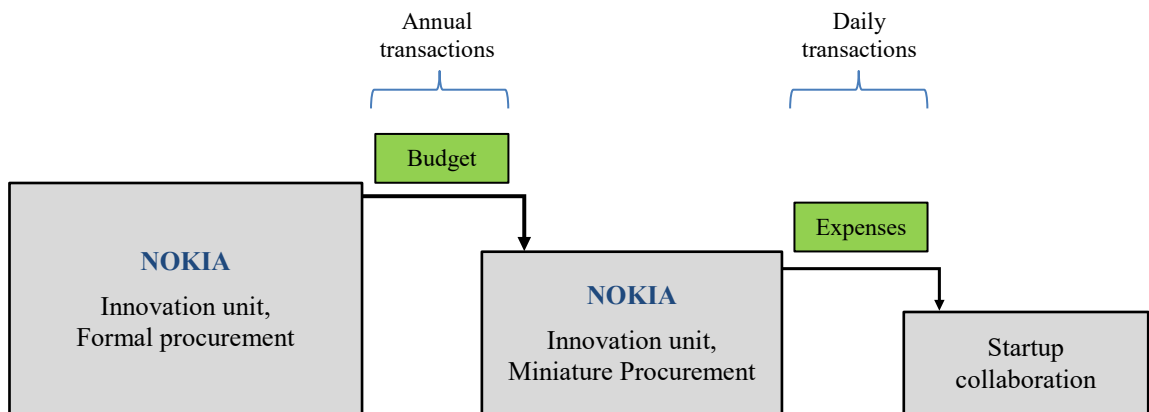 Annual
transactions
Daily
transactions
Budget
Expenses
NOKIA
Innovation unit,
Formal procurement
NOKIA
Innovation unit,
Miniature Procurement
Startup
collaboration